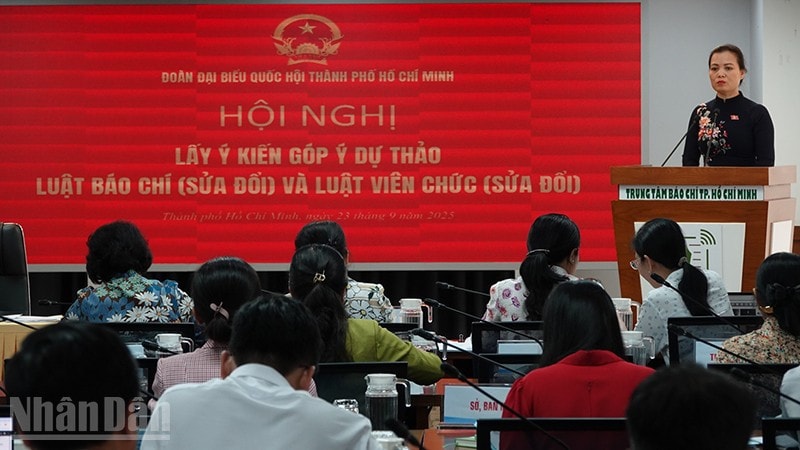 ĐOÀN ĐẠI BIỂU QUỐC HỘI THÀNH PHỐ HỒ CHÍ MINH
HỘI NGHỊ
LẤY Ý KIẾN GÓP Ý DỰ THẢO
LUẬT BÁO CHÍ (SỬA ĐỔI) VÀ LUẬT VIÊN CHỨC (SỬA ĐỔI)
Thành phố Hồ Chí Minh, ngày 23 tháng 9 năm 2025
TRUNG TÂM BÁO CHÍ TP. HỒ CHÍ MINH
SỞ, BAN
NhânDân